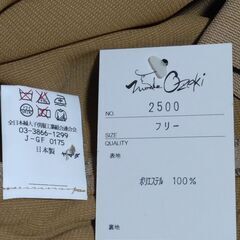 全日本婦人子供服工業組合連合会
03-3866-1299
J-GF 0175
日本製
Ozeki
NO.
2500
SIZE
フリー
QUALITY
表地
ポリエステル 100%
裏地